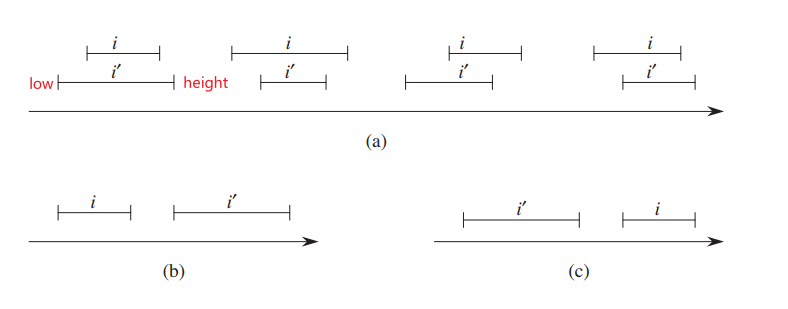 i i i i
low i′ height i′ i′ i′
(a)
i i′ i′ i
(b) (c)